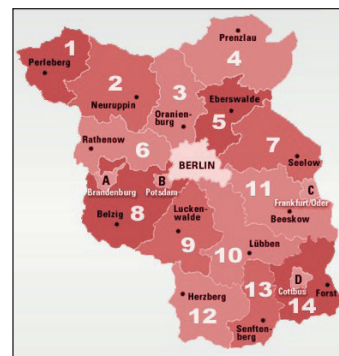 Prenzlau
1
4
Perleberg
2
3
Eberswalde
Neuruppin
Oranien-
burg
5
Rathenow
7
6
BERLIN
Seelow
A
Brandenburg
B
Potsdam
11
C
Frankfurt/Oder
8
Belzig
Lucken-
walde
Beeskow
9
10
Lübben
D
Cottbus
Forst
Herzberg
13
14
12
Senften-
berg